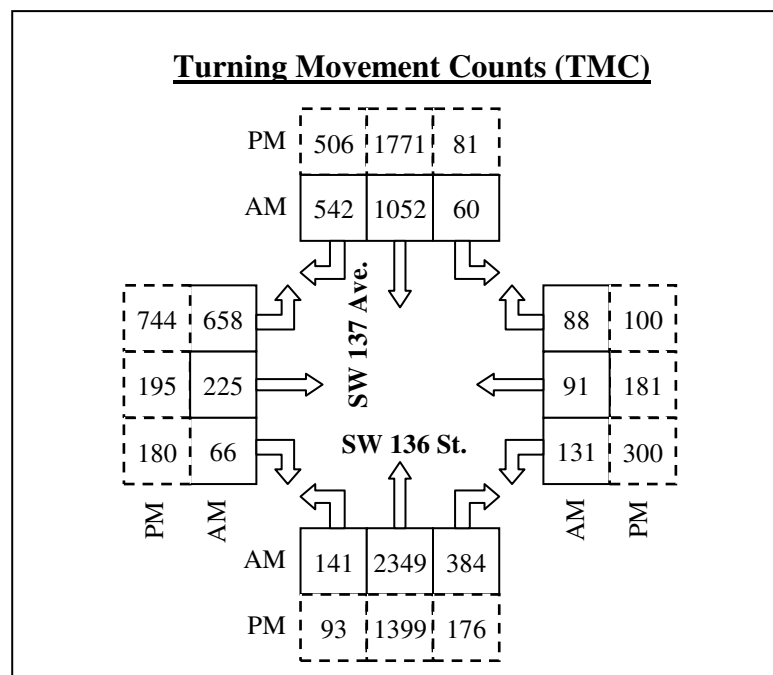 Turning Movement Counts (TMC)
PM 506 1771 81
AM 542 1052 60
SW 137 Ave.
744 658 88 100
195 225 91 181
SW 136 St.
180 66 131 300
PM AM AM PM
AM 141 2349 384
PM 93 1399 176